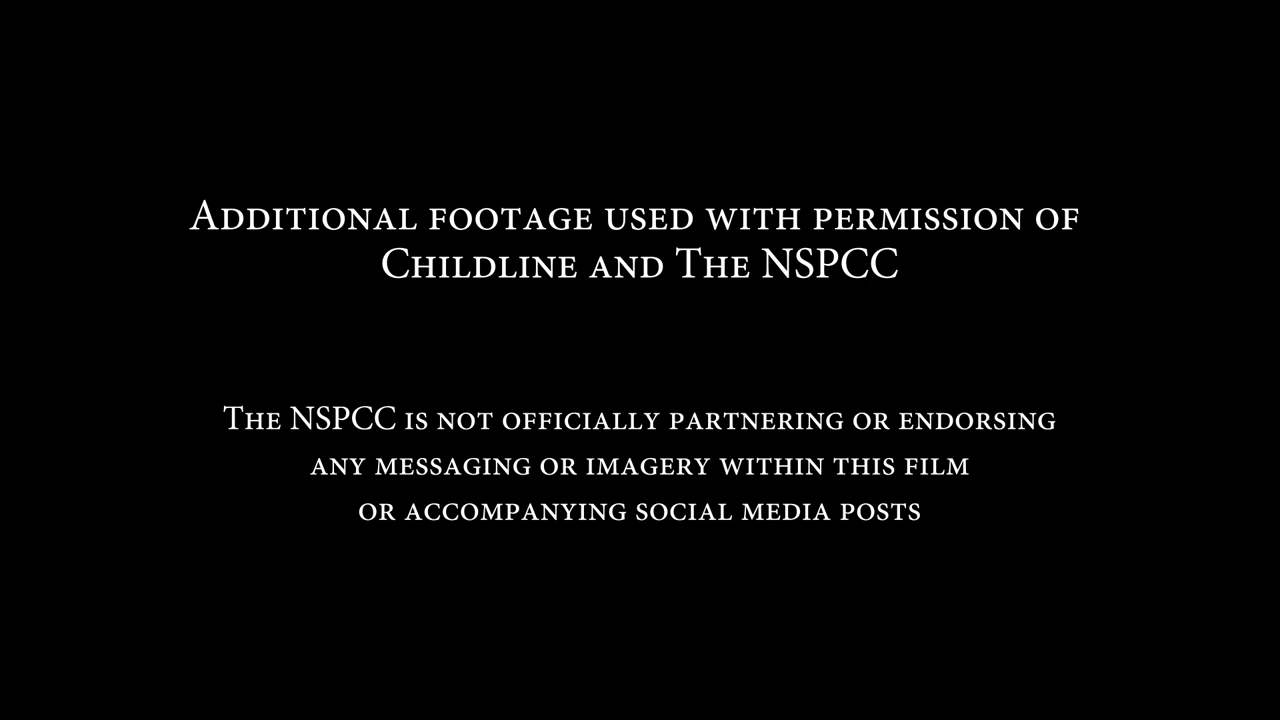 Additional footage used with permission of
Childline and The NSPCC
The NSPCC is not officially partnering or endorsing
any messaging or imagery within this film
or accompanying social media posts